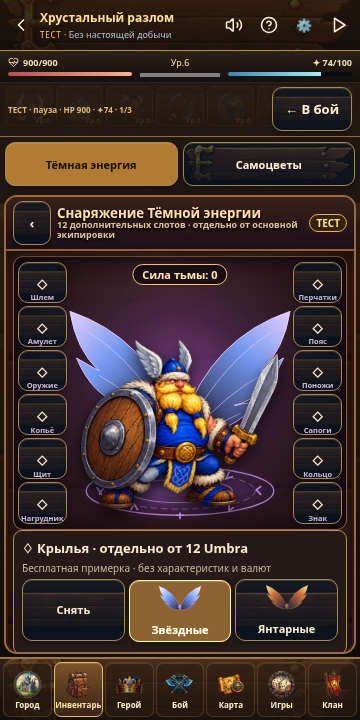 Хрустальный разлом
ТЕСТ · Без настоящей добычи
900/900
Ур.6
74/100
ТЕСТ · пауза · HP 900 · ✦74 · 1/3
← В бой
Тёмная энергия
Самоцветы
‹
Снаряжение Тёмной энергии
12 дополнительных слотов · отдельно от основной
экипировки
ТЕСТ
Сила тьмы: 0
Шлем
Перчатки
Амулет
Пояс
Оружие
Поножи
Копьё
Сапоги
Щит
Кольцо
Нагрудник
Знак
◊ Крылья · отдельно от 12 Umbra
Бесплатная примерка · без характеристик и валют
Снять
Звёздные
Янтарные
Город
Инвентарь
Герой
Бой
Карта
Игры
Клан